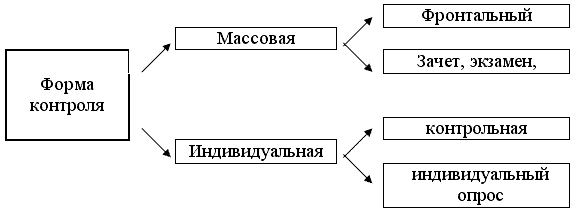 Форма
контроля
Массовая
Фронтальный
Зачет, экзамен,
Индивидуальная
контрольная
индивидуальный
опрос